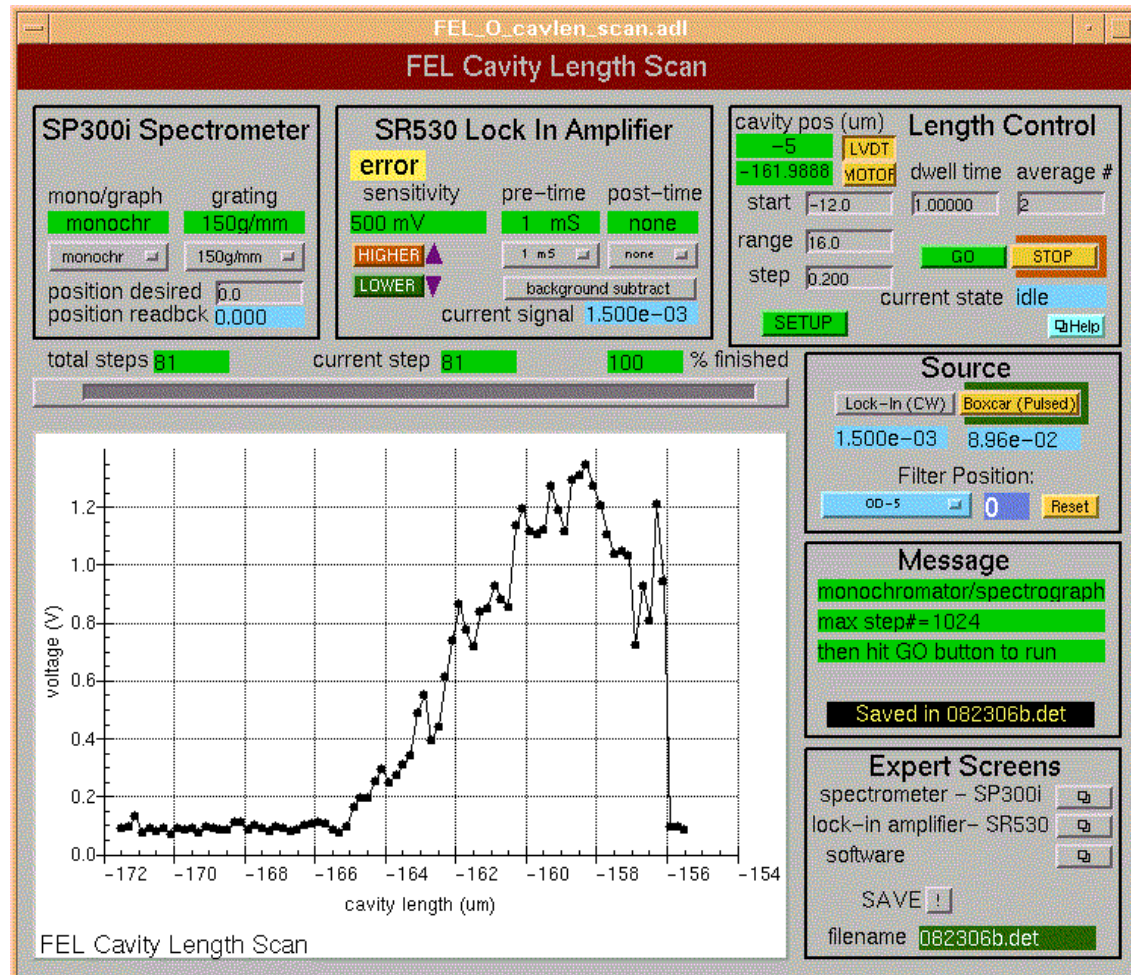 FEL_O_cavlen_scan.adl
FEL Cavity Length Scan
SP300i Spectrometer
mono/graph grating
monochr 150g/mm
monochr 150g/mm
position desired 0.0
position readbck 0.000
SR530 Lock In Amplifier
error
sensitivity pre-time post-time
500 mV 1 mS none
HIGHER 1 mS none
LOWER background subtract
current signal 1.500e-03
cavity pos (um) Length Control
-5 LVDT
-161.9888 MOTOR dwell time average #
start -12.0 1.00000 2
range 16.0 GO STOP
step 0.200
current state idle
SETUP Help
total steps 81 current step 81 100 % finished
Source
Lock-In (CW) Boxcar (Pulsed)
1.500e-03 8.96e-02
Filter Position:
OD-5 0 Reset
1.2
1.0
0.8
0.6
0.4
0.2
0.0
voltage (V)
-172 -170 -168 -166 -164 -162 -160 -158 -156 -154
cavity length (um)
FEL Cavity Length Scan
Message
monochromator/spectrograph
max step#=1024
then hit GO button to run
Saved in 082306b.det
Expert Screens
spectrometer - SP300i
lock-in amplifier- SR530
software
SAVE !
filename 082306b.det